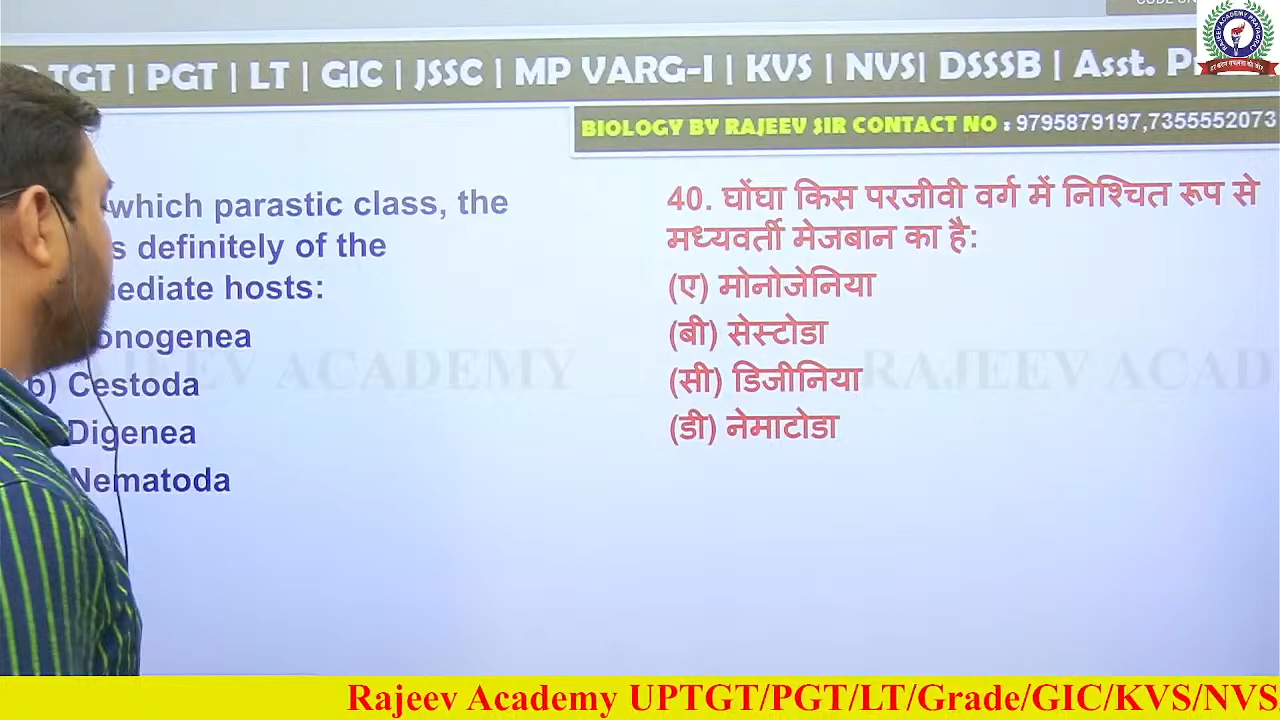 TGT | PGT | LT | GIC | JSSC | MP VARG-I | KVS | NVS| DSSSB | Asst.
BIOLOGY BY RAJEEV SIR CONTACT NO : 9795879197,7355552073
which parastic class, the
definitely of the
hosts:
b) Cestoda
Digenea
Nematoda
40. घोंघा किस परजीवी वर्ग में निश्चित रूप से
मध्यवर्ती मेजबान का है:
(ए) मोनोजेनिया
(बी) सेस्टोडा
(सी) डिजीनिया
(डी) नेमाटोडा
RAJEEV ACADEMY
Rajeev Academy UPTGT/PGT/LT/Grade/GIC/KVS/NVS